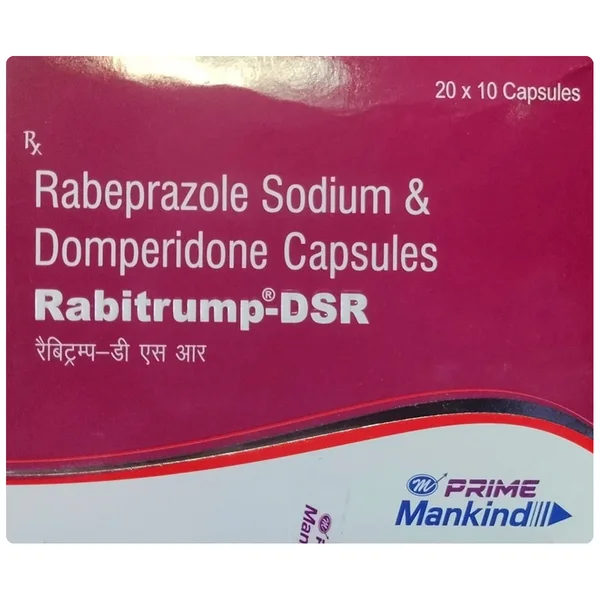 20 x 10 Capsules
Rx
Rabeprazole Sodium &
Domperidone Capsules
Rabitrump®-DSR
रैबिट्रम्प-डी एस आर
m PRIME
Mankind